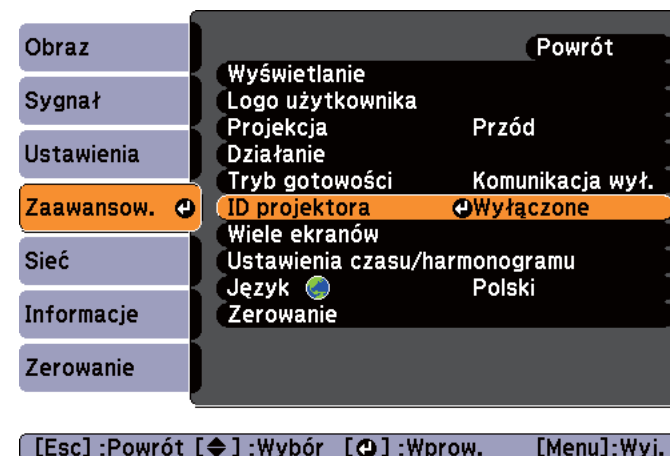 Obraz
Sygnał
Ustawienia
Zaawansow.
Sieć
Informacje
Zerowanie
Powrót
Wyświetlanie
Logo użytkownika
Projekcja Przód
Działanie
Tryb gotowości Komunikacja wył.
ID projektora Wyłączone
Wiele ekranów
Ustawienia czasu/harmonogramu
Język Polski
Zerowanie
[Esc] :Powrót [◆] :Wybór [↵] :Wprow. [Menu]:Wyj.